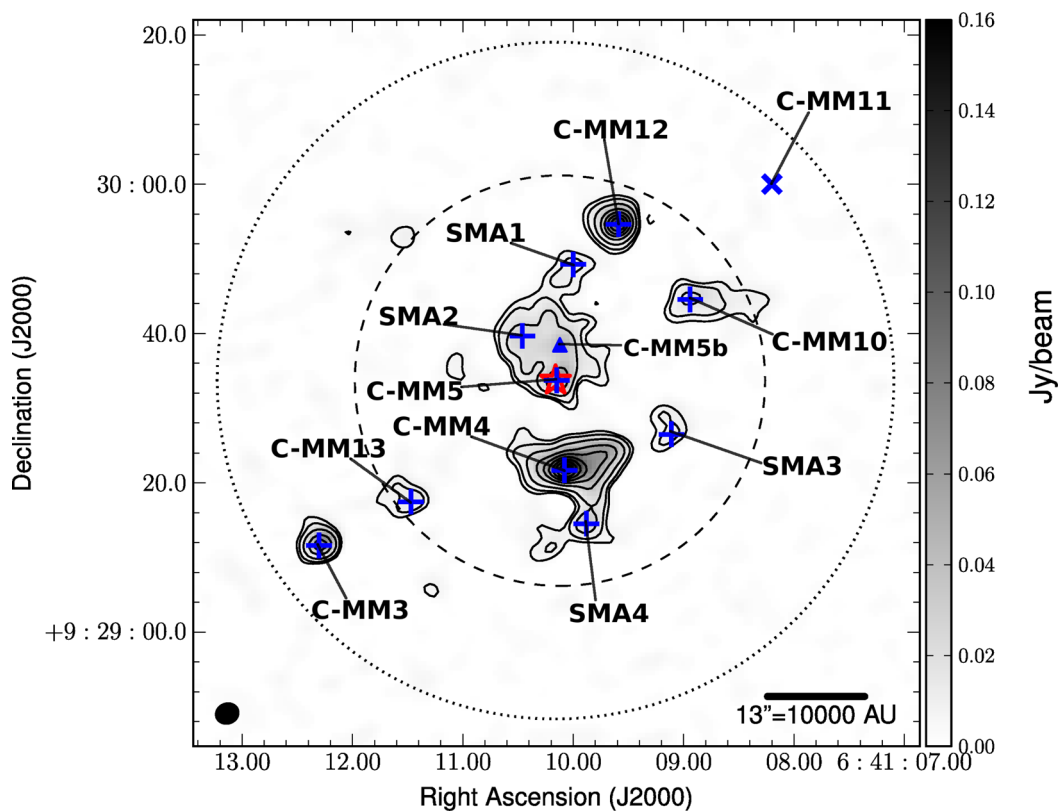 20.0
0.16
C-MM11
C-MM12
0.14
30 : 00.0
SMA1
0.12
SMA2
0.10
40.0
C-MM5b
C-MM10
Declination (J2000)
Jy/beam
C-MM5
0.08
C-MM4
C-MM13
SMA3
20.0
0.06
C-MM3
SMA4
0.04
+9 : 29 : 00.0
0.02
13"=10000 AU
0.00
13.00 12.00 11.00 10.00 09.00 08.00 6 : 41 : 07.00
Right Ascension (J2000)